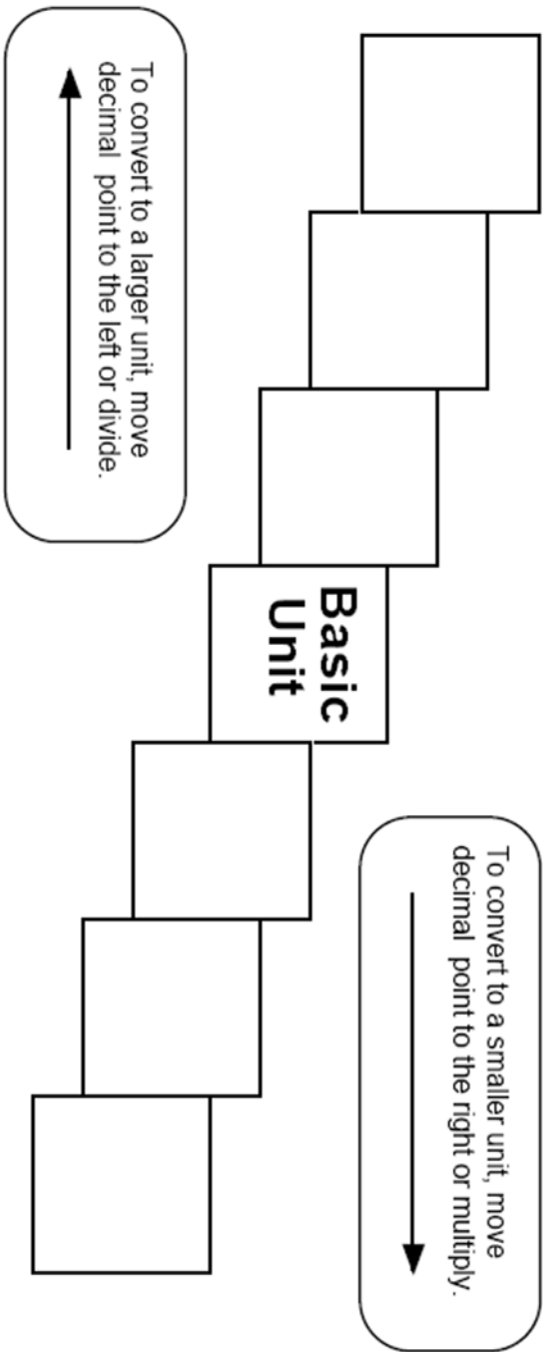 To convert to a larger unit, move
decimal point to the left or divide.
Basic
Unit
To convert to a smaller unit, move
decimal point to the right or multiply.